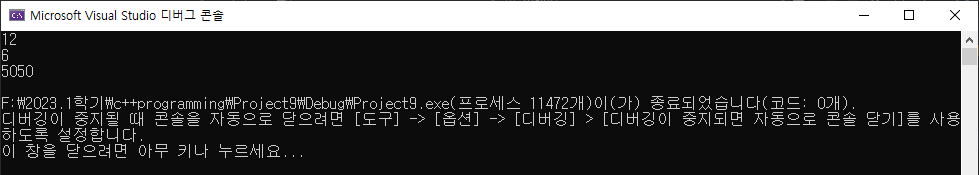 Microsoft Visual Studio 디버그 콘솔
12
6
5050
F:\2023.1학기\c++programming\Project9\Debug\Project9.exe(프로세스 11472개)이(가) 종료되었습니다(코드: 0개).
디버깅이 중지될 때 콘솔을 자동으로 닫으려면 [도구] -> [옵션] -> [디버깅] > [디버깅이 중지되면 자동으로 콘솔 닫기]를 사용
하도록 설정합니다.
이 창을 닫으려면 아무 키나 누르세요...